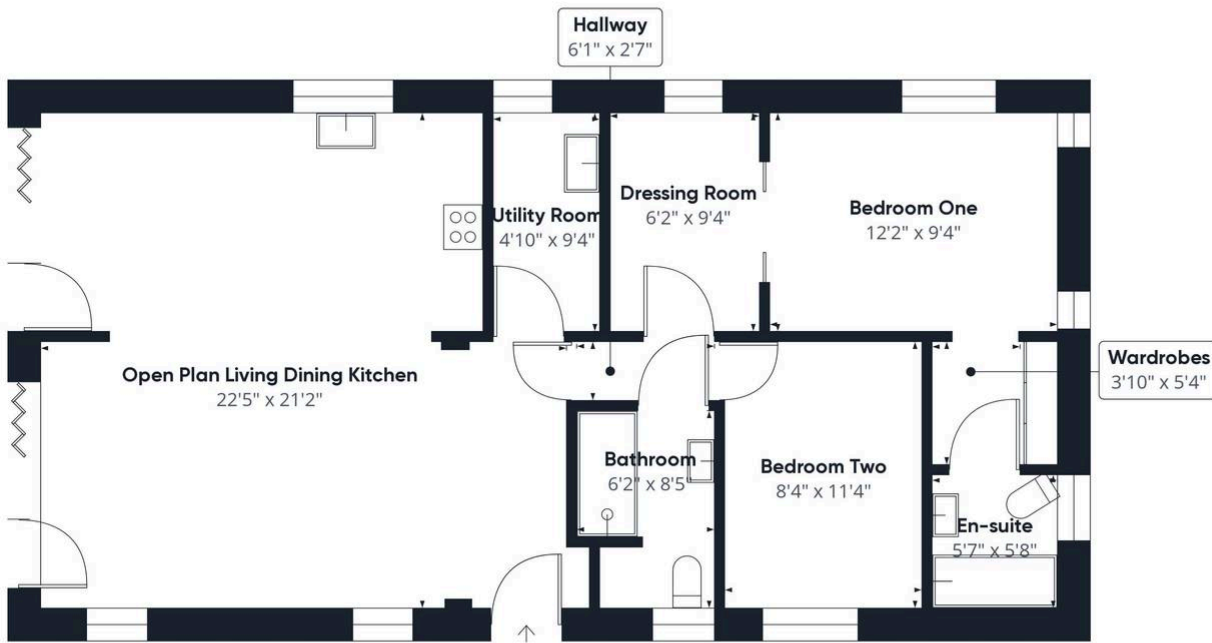 Hallway
6'1" x 2'7"
Utility Room
4'10" x 9'4"
Dressing Room
6'2" x 9'4"
Bedroom One
12'2" x 9'4"
Open Plan Living Dining Kitchen
22'5" x 21'2"
Wardrobes
3'10" x 5'4"
Bathroom
6'2" x 8'5"
Bedroom Two
8'4" x 11'4"
En-suite
5'7" x 5'8"